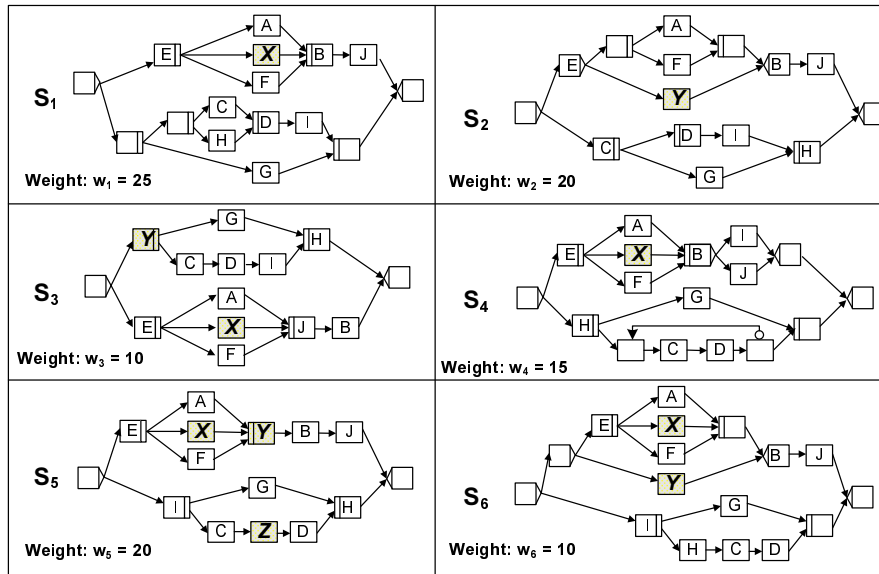 A
E X B J
F
S1
C
D I
H
G
Weight: w1 = 25
A
E F B J
Y
S2
D I
C H
G
Weight: w2 = 20
G
Y H
C D I
S3
A
E X J B
F
Weight: w3 = 10
A I
E X B
F J
S4
G
H
C D
Weight: w4 = 15
A
E X Y B J
F
S5
G
I H
C Z D
Weight: w5 = 20
A
E X
F B J
Y
S6
G
I
H C D
Weight: w6 = 10